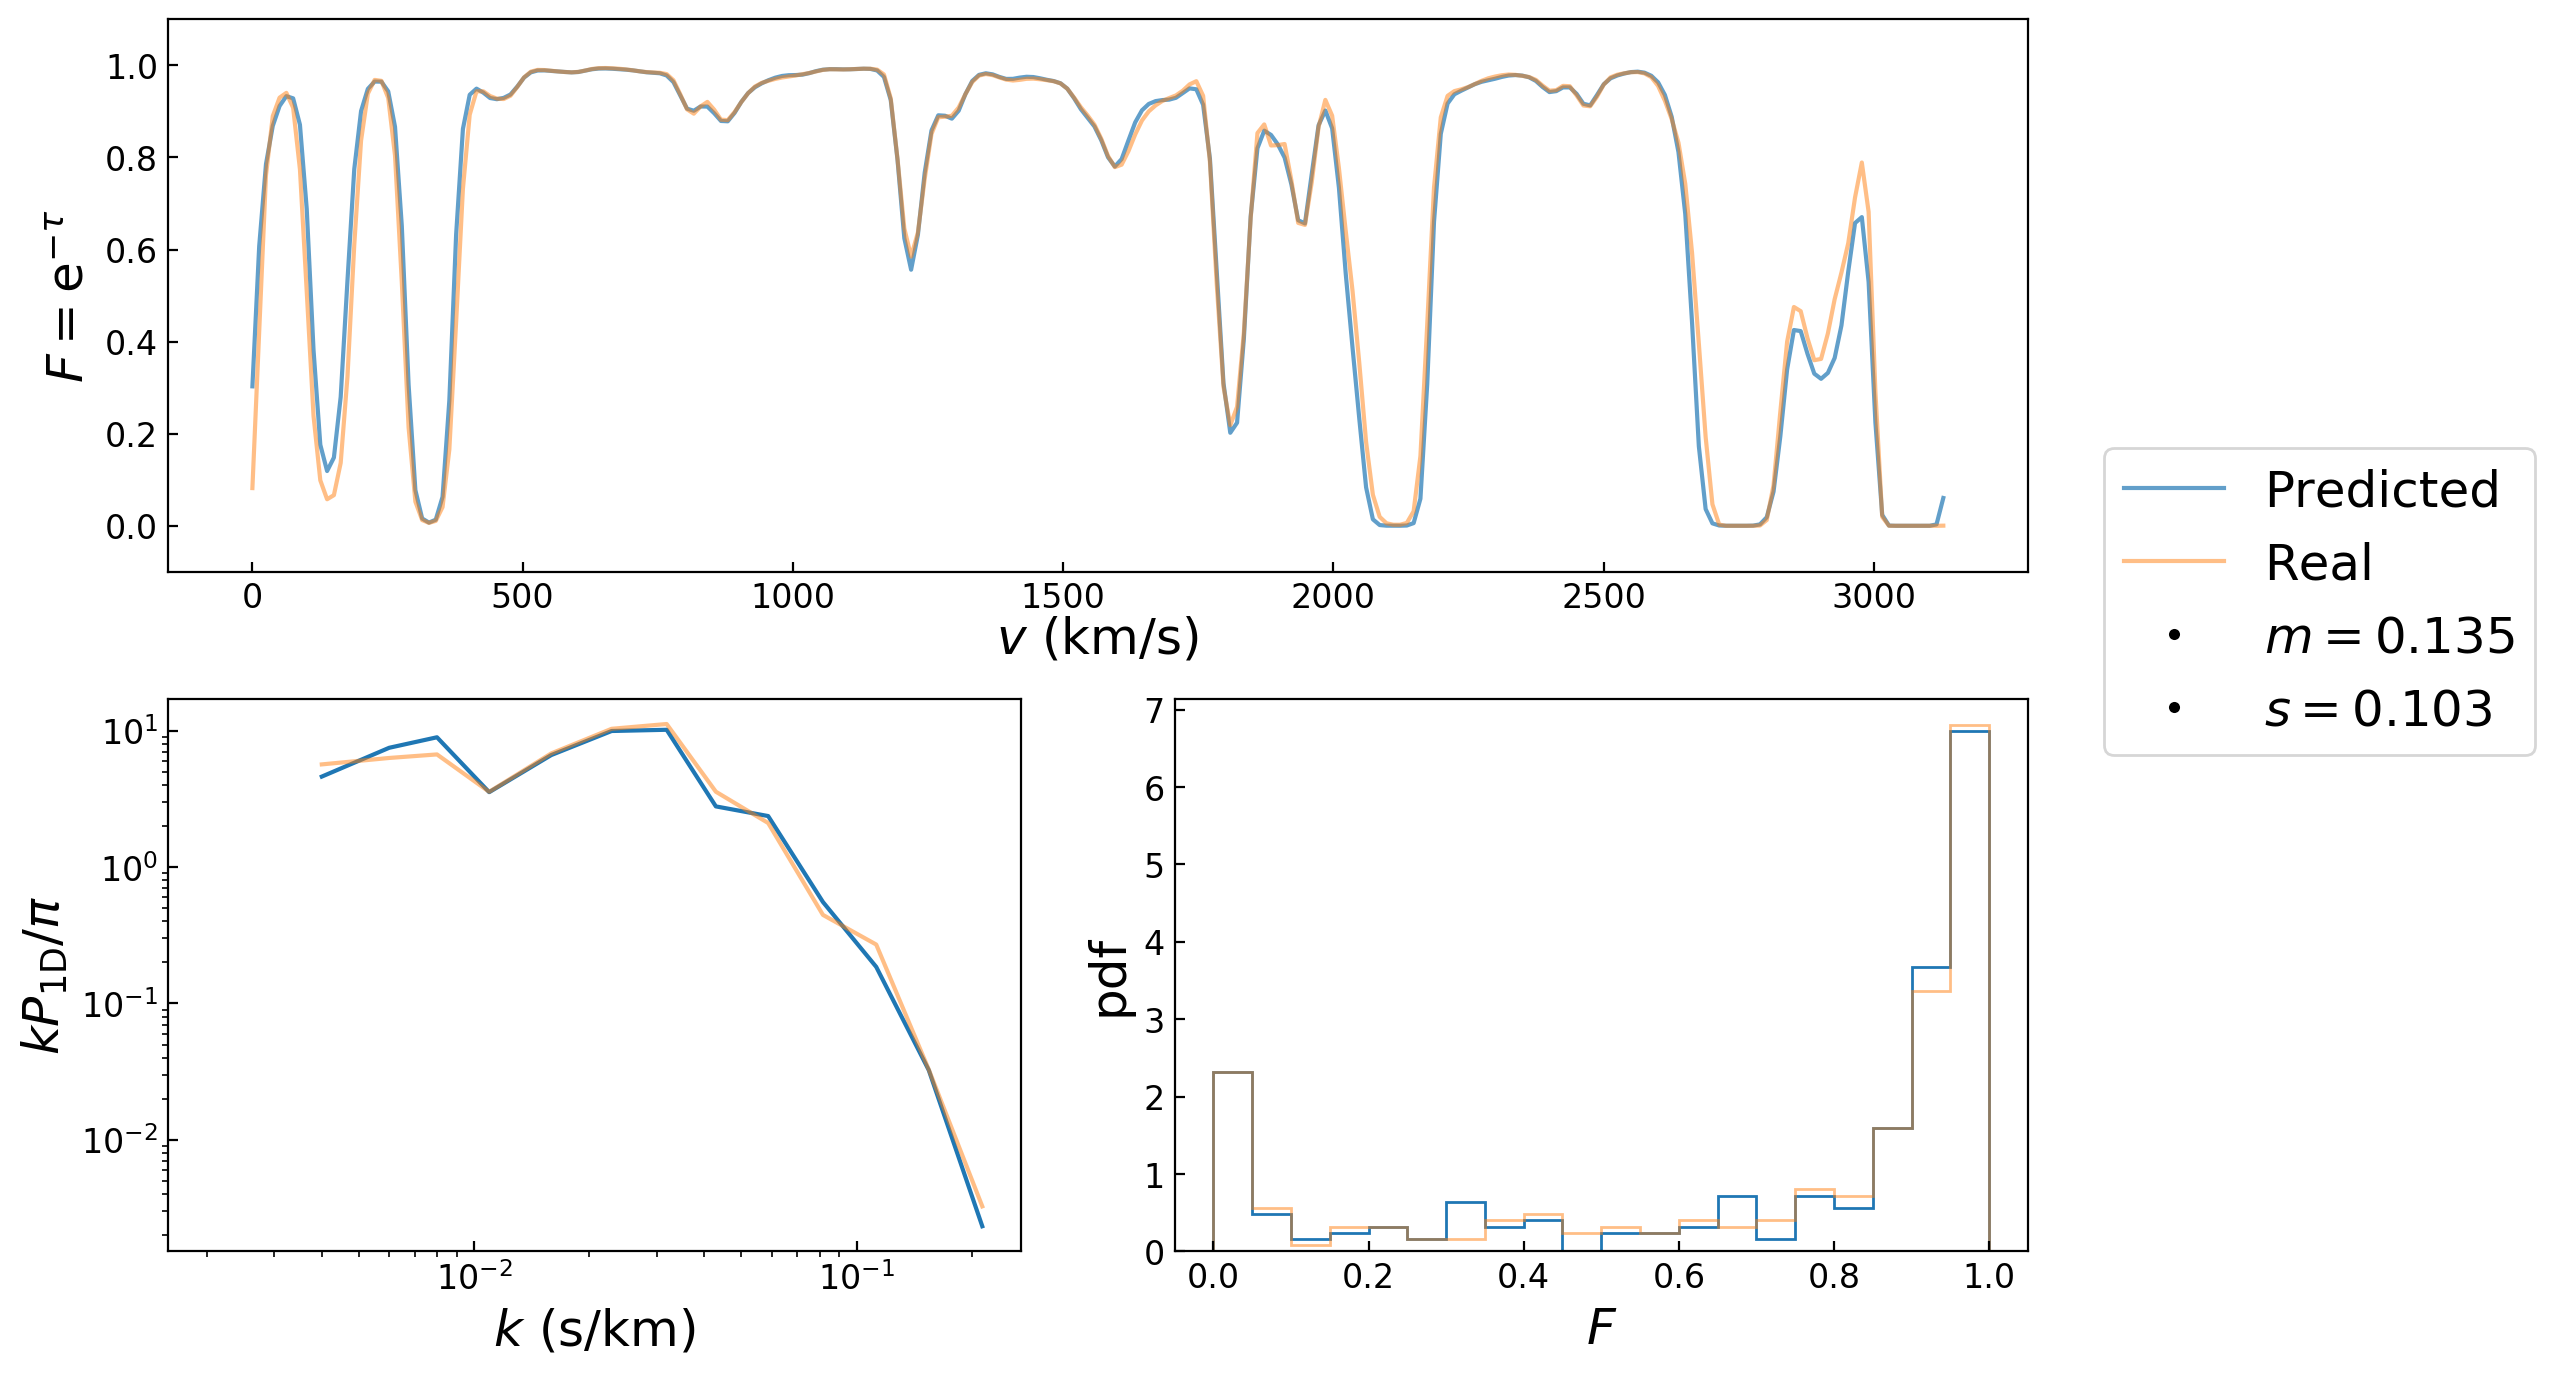 1.0
0.8
0.6
0.4
0.2
0.0
F = e^{−τ}
0 500 1000 1500 2000 2500 3000
v (km/s)
Predicted
Real
m = 0.135
s = 0.103
10^1
10^0
10^{−1}
10^{−2}
kP_{1D}/π
10^{−2} 10^{−1}
k (s/km)
7
6
5
4
3
2
1
0
pdf
0.0 0.2 0.4 0.6 0.8 1.0
F